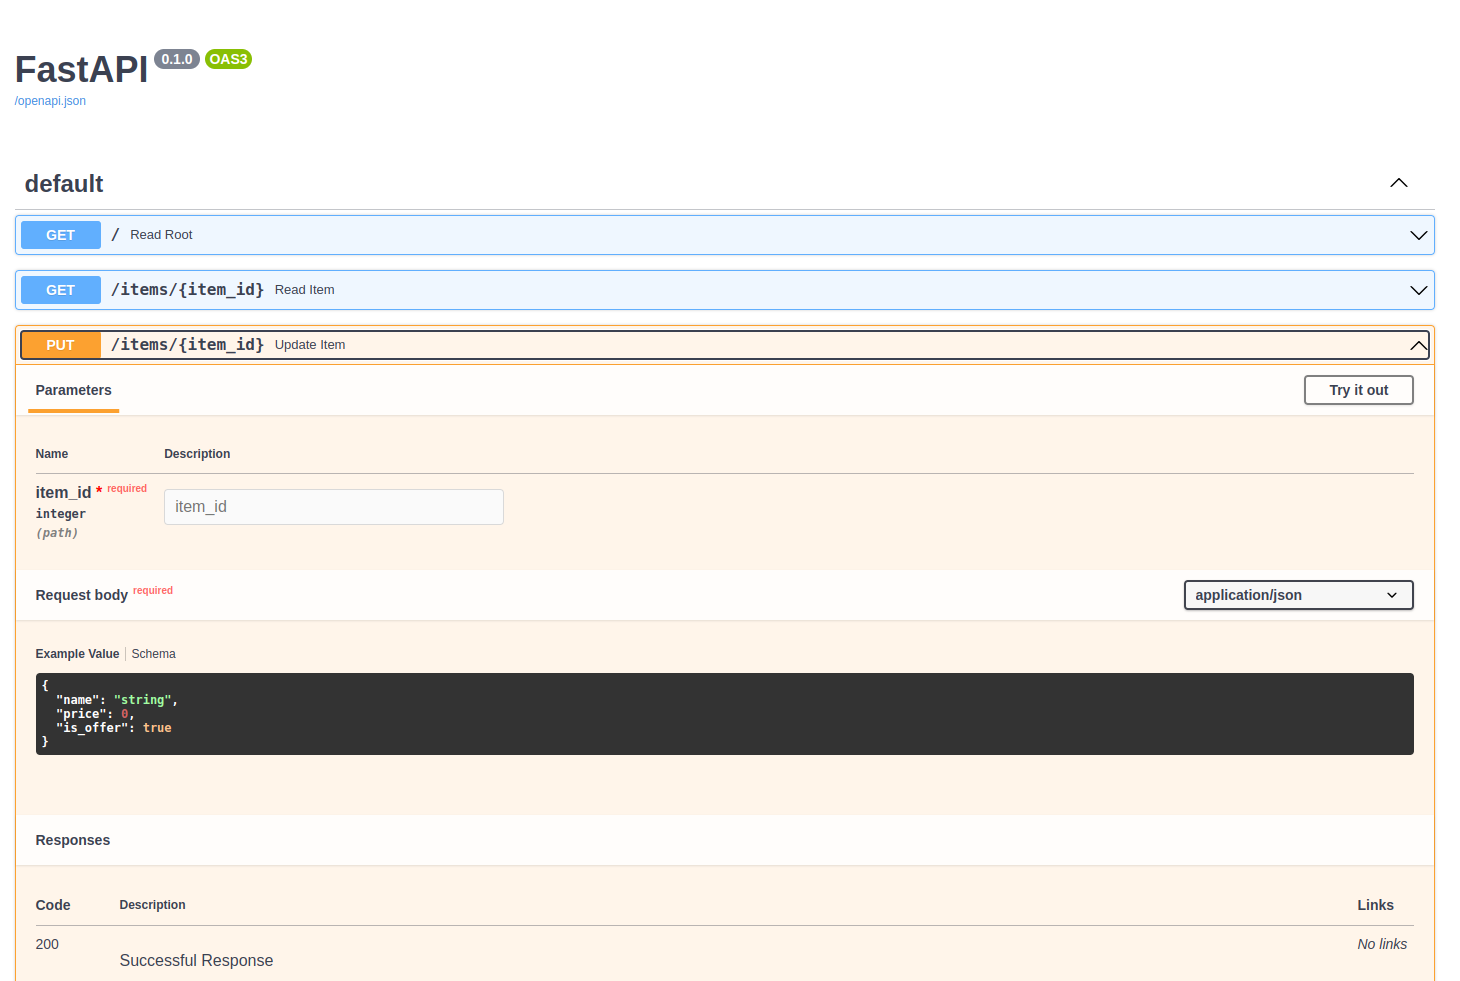 FastAPI 0.1.0 OAS3
/openapi.json
default
GET / Read Root
GET /items/{item_id} Read Item
PUT /items/{item_id} Update Item
Parameters Try it out
Name Description
item_id * required item_id
integer
(path)
Request body required application/json
Example Value Schema
{
  "name": "string",
  "price": 0,
  "is_offer": true
}
Responses
Code Description Links
200 No links
Successful Response